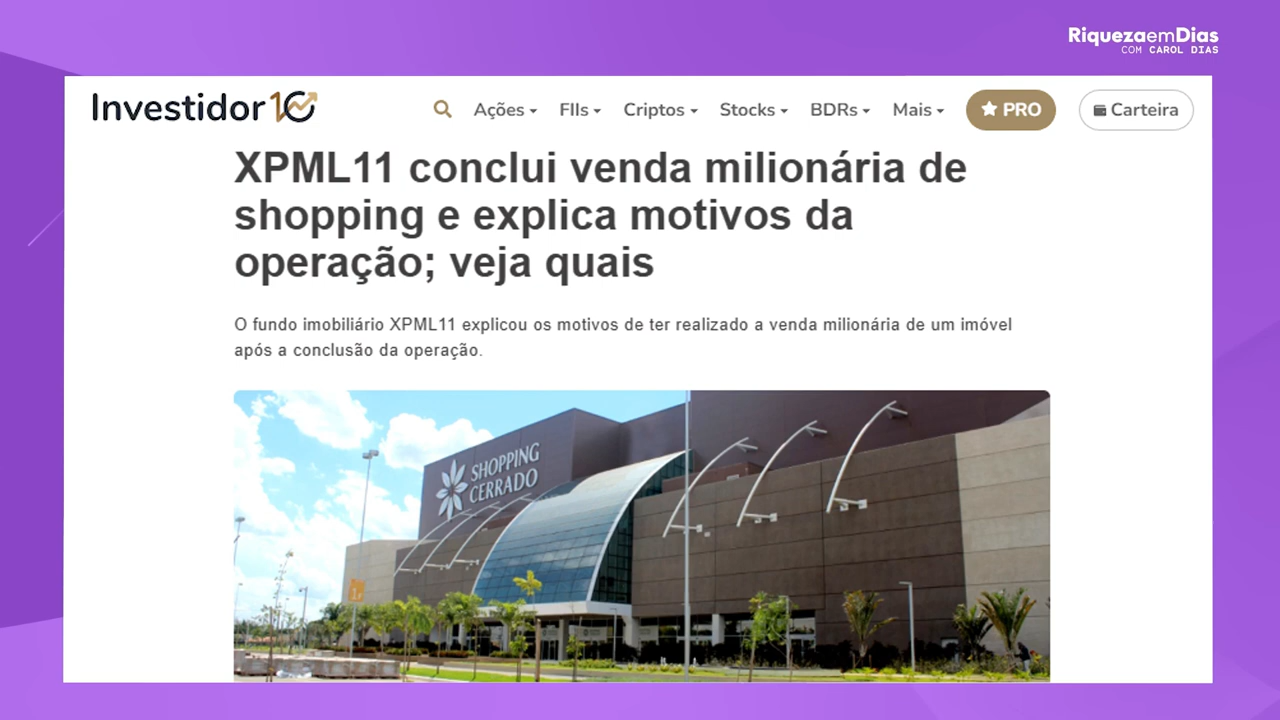 RiquezaemDias
COM CAROL DIAS
Investidor10
Ações
FIIs
Criptos
Stocks
BDRs
Mais
PRO
Carteira
XPML11 conclui venda milionária de
shopping e explica motivos da
operação; veja quais
O fundo imobiliário XPML11 explicou os motivos de ter realizado a venda milionária de um imóvel
após a conclusão da operação.
SHOPPING
CERRADO